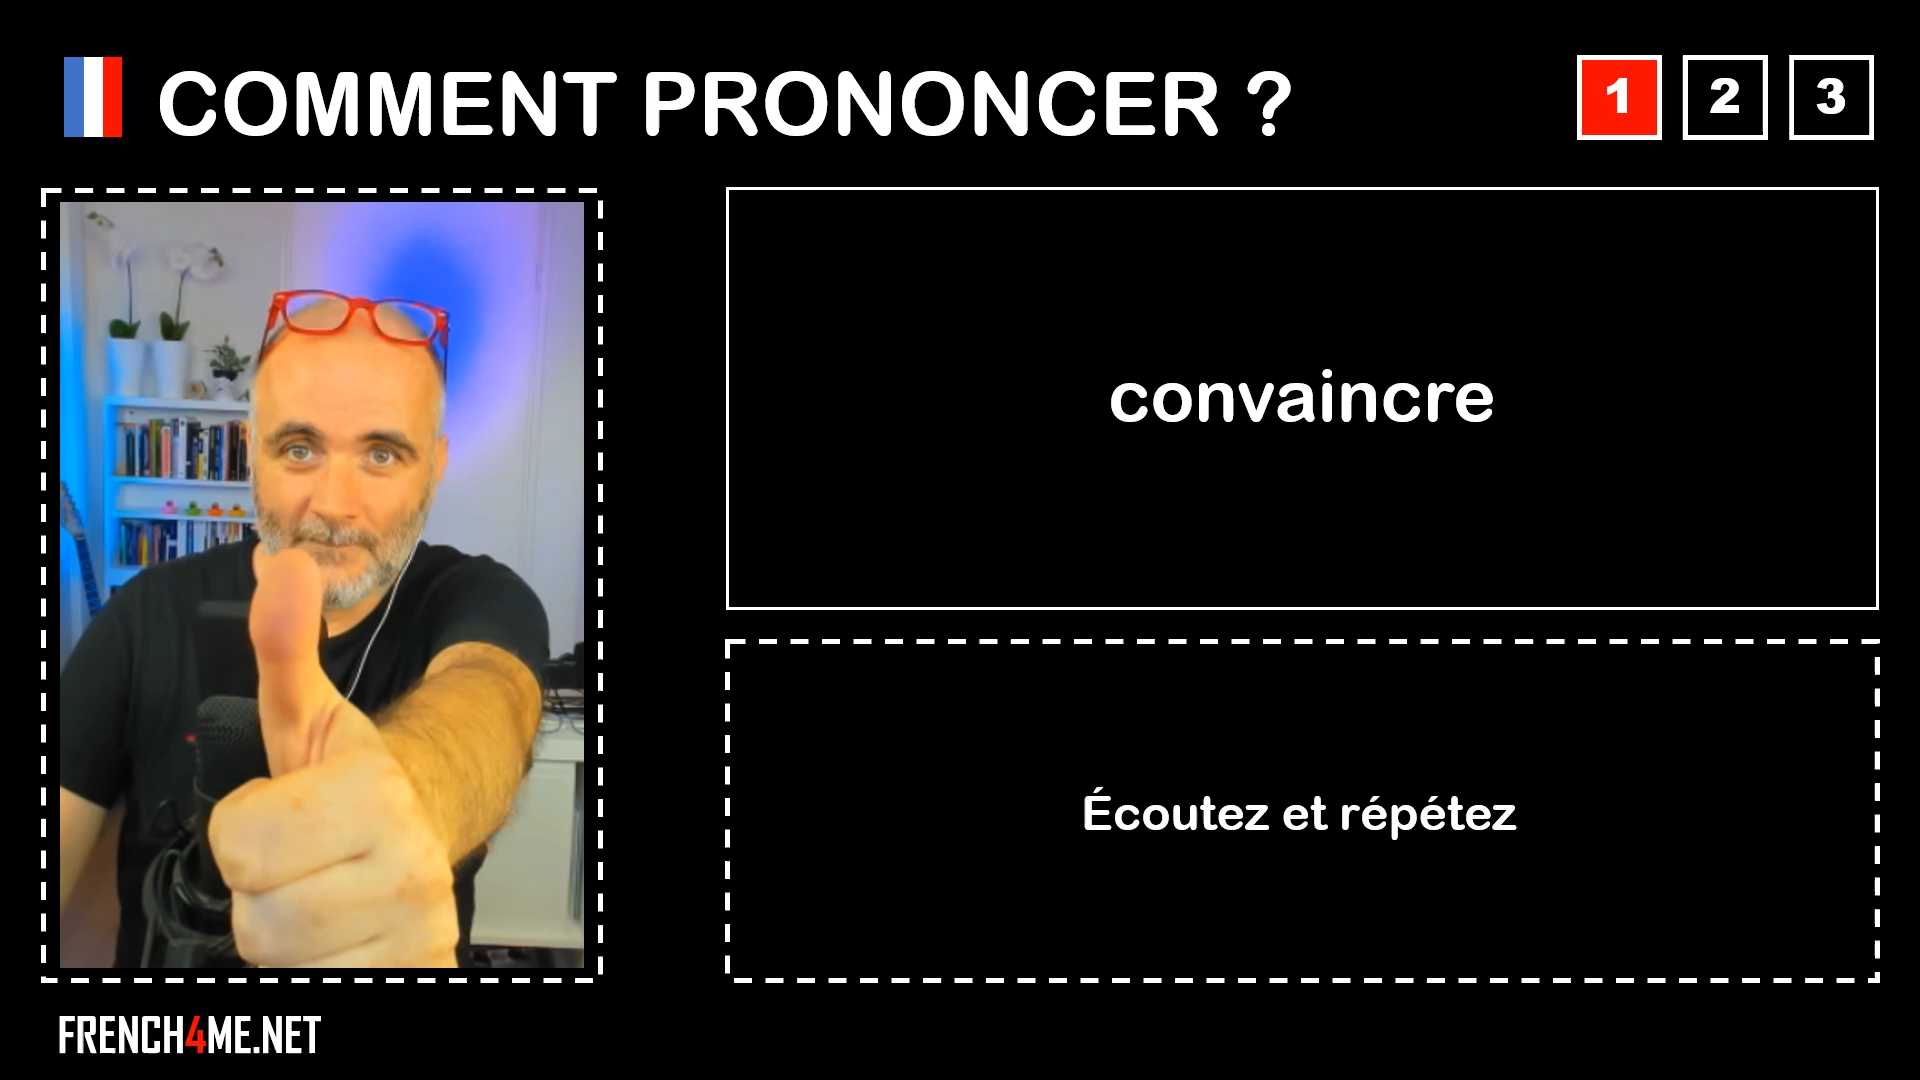 COMMENT PRONONCER ?
1 2 3
convaincre
Écoutez et répétez
FRENCH4ME.NET